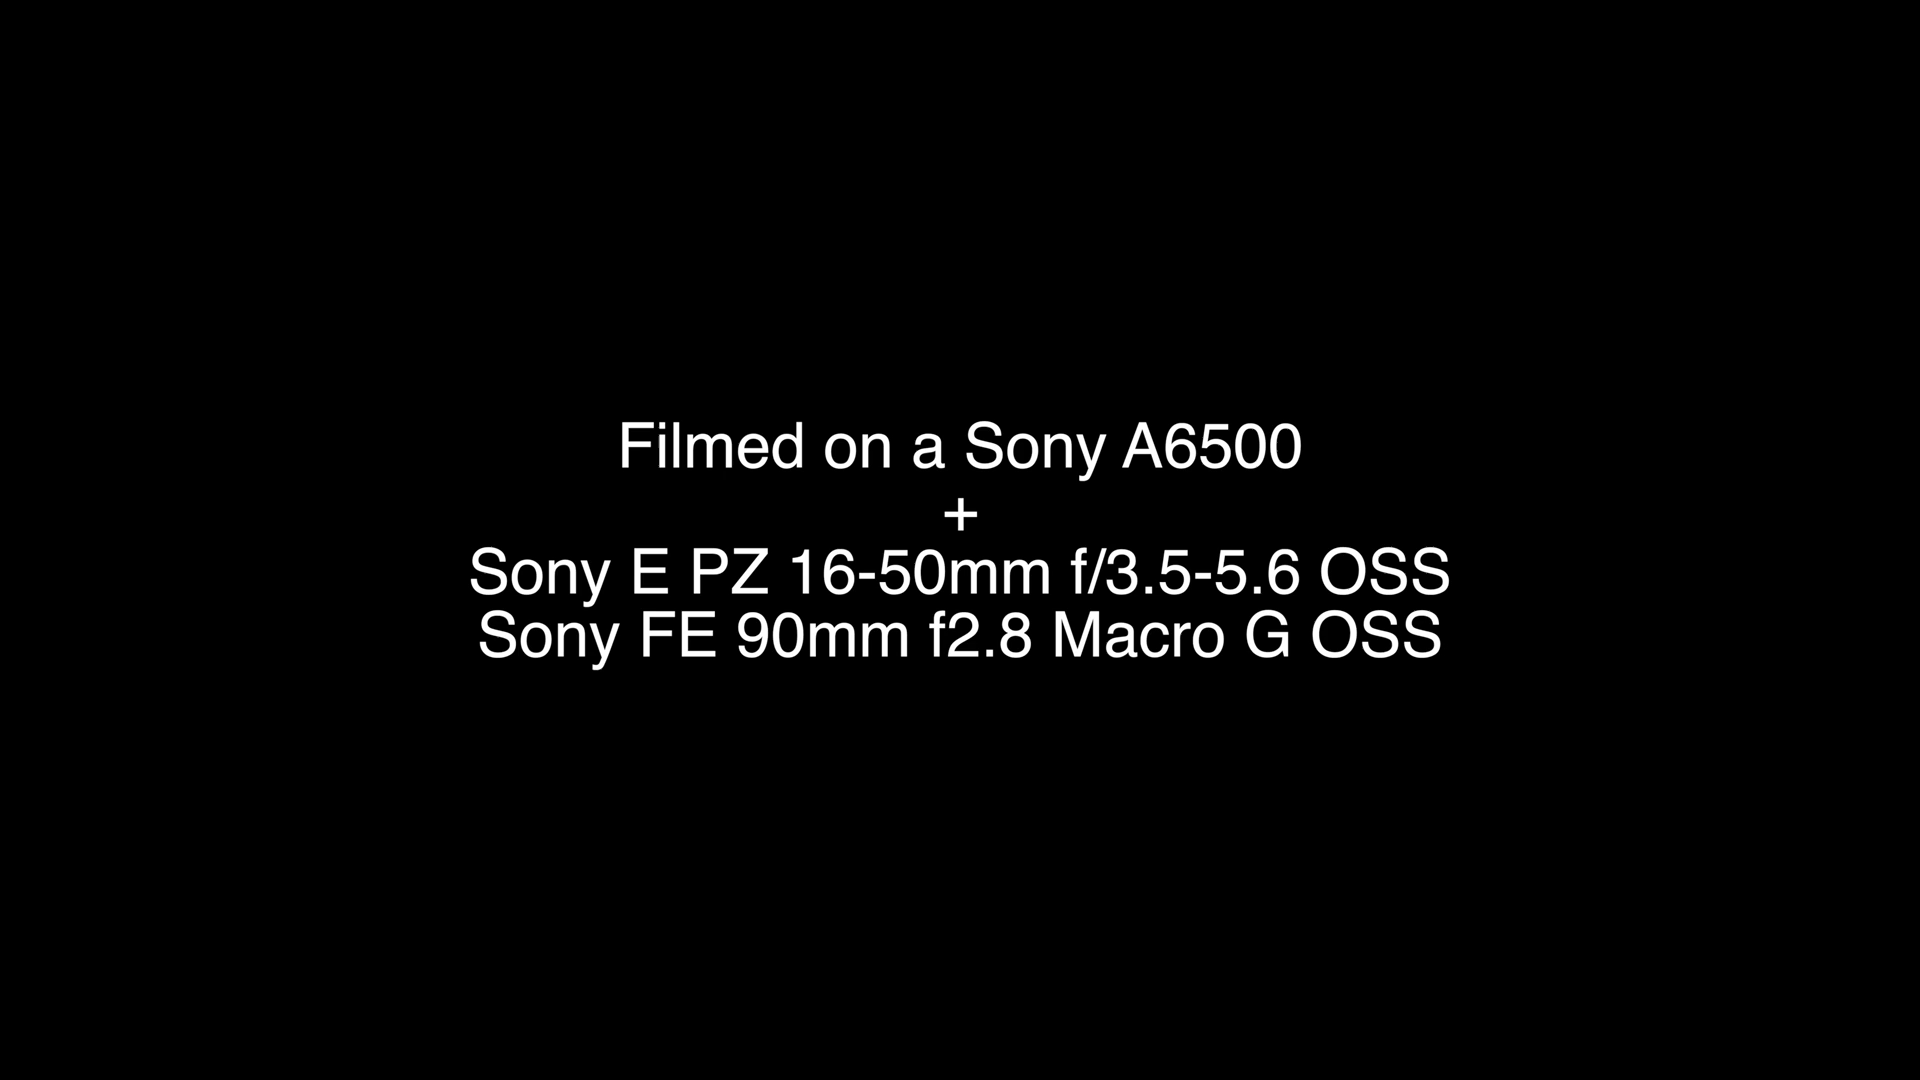 Filmed on a Sony A6500
+
Sony E PZ 16-50mm f/3.5-5.6 OSS
Sony FE 90mm f2.8 Macro G OSS